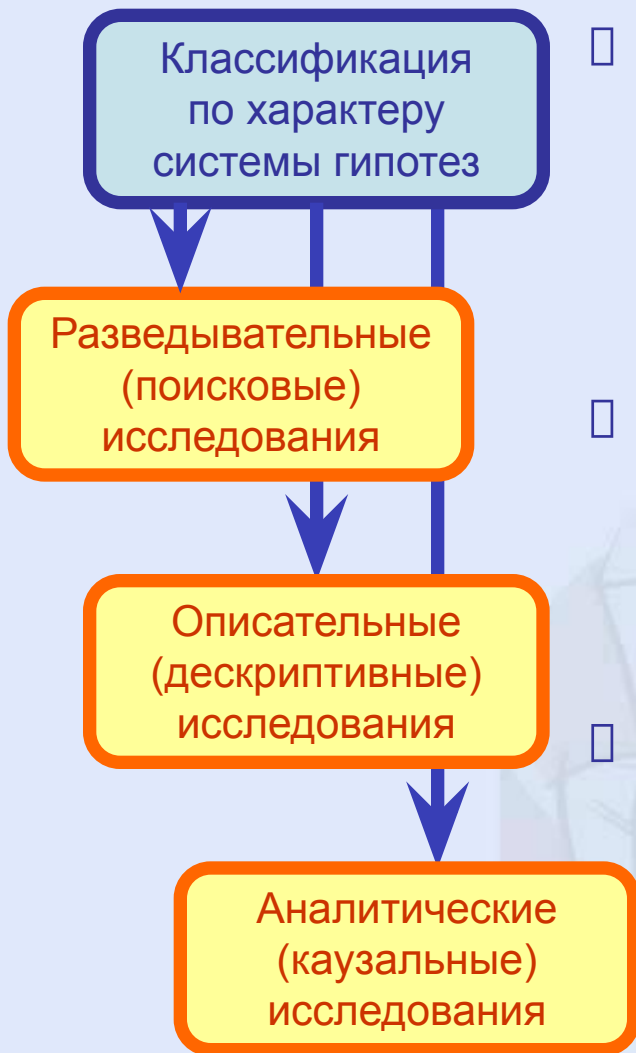 Классификация
по характеру
системы гипотез
Разведывательные
(поисковые)
исследования
Описательные
(дескриптивные)
исследования
Аналитические
(каузальные)
исследования